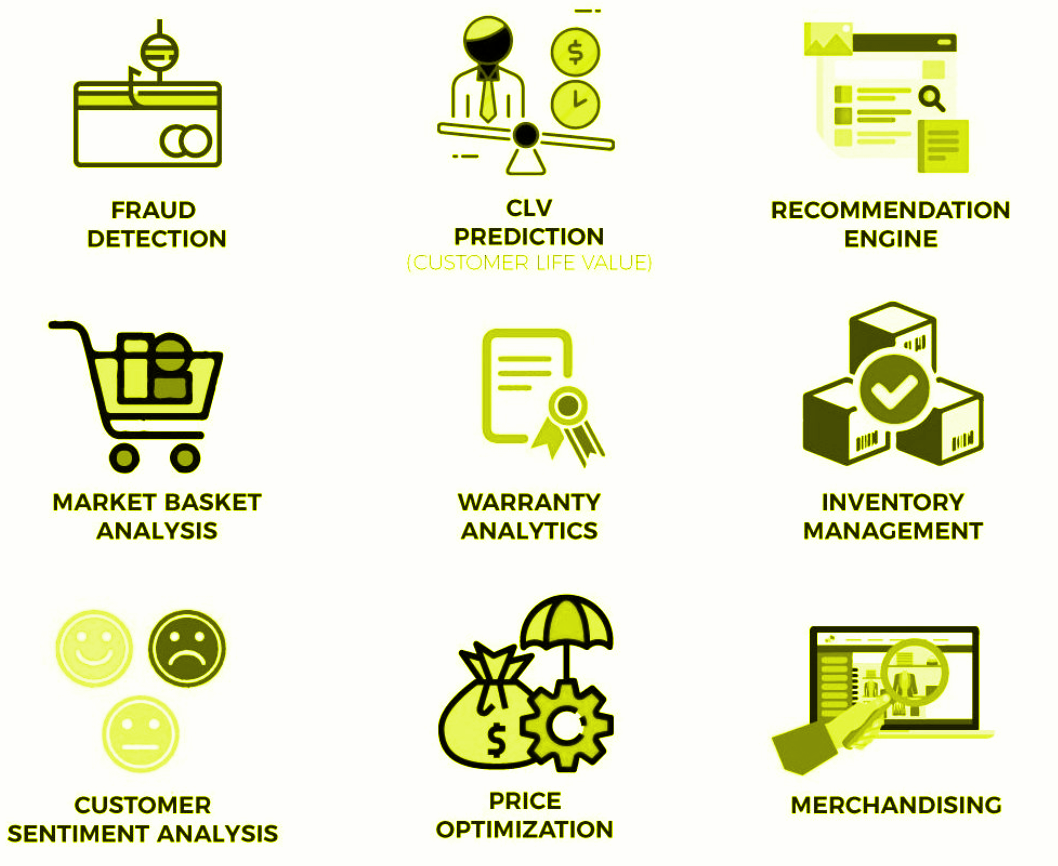 FRAUD
DETECTION
CLV
PREDICTION
(CUSTOMER LIFE VALUE)
RECOMMENDATION
ENGINE
MARKET BASKET
ANALYSIS
WARRANTY
ANALYTICS
INVENTORY
MANAGEMENT
CUSTOMER
SENTIMENT ANALYSIS
$
PRICE
OPTIMIZATION
MERCHANDISING